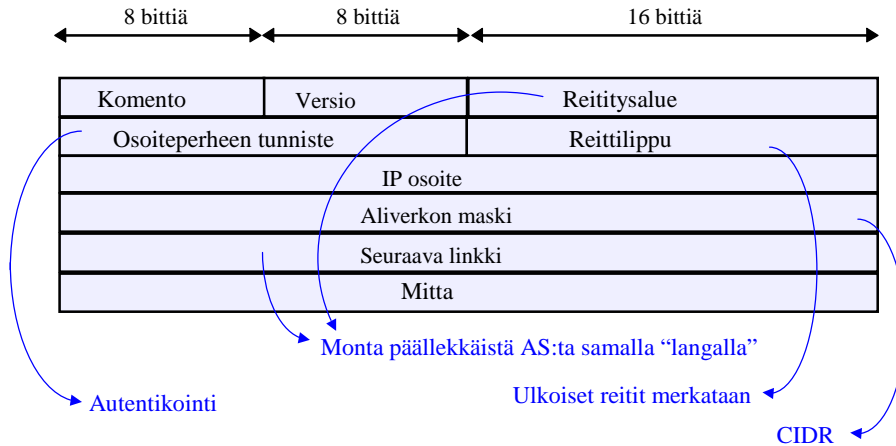 8 bittiä 8 bittiä 16 bittiä
Komento Versio Reititysalue
Osoiteperheen tunniste Reittilippu
IP osoite
Aliverkon maski
Seuraava linkki
Mitta
Monta päällekkäistä AS:ta samalla “langalla”
Ulkoiset reitit merkataan
Autentikointi
CIDR